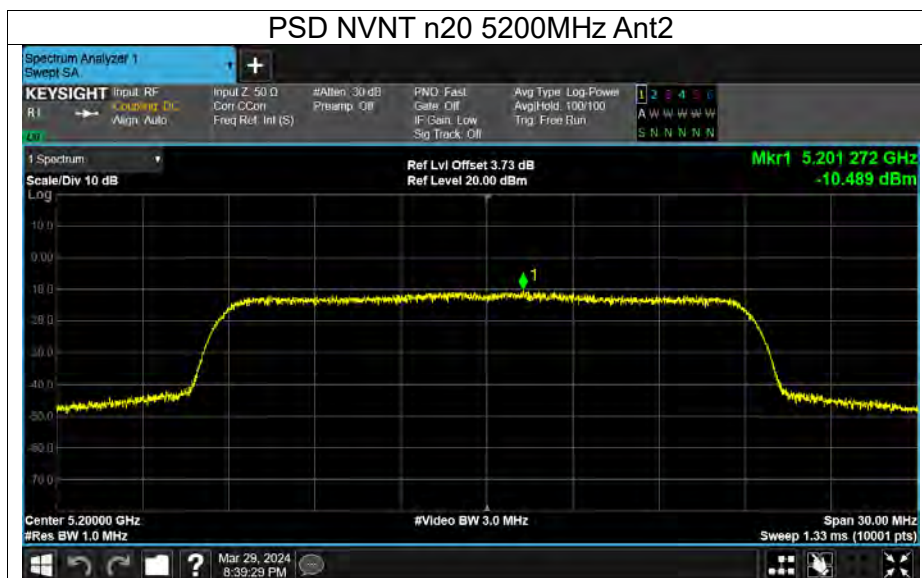 PSD NVNT n20 5200MHz Ant2
Spectrum Analyzer 1
Swept SA
+
KEYSIGHT Input: RF
Coupling: DC
Align: Auto
Input Z: 50 Ω
Corr CCorr
Freq Ref: Int (S)
#Atten: 30 dB
Preamp: Off
PNO: Fast
Gate: Off
IF Gain: Low
Sig Track: Off
Avg Type: Log-Power
Avg|Hold: 100/100
Trig: Free Run
1 2 3 4 5 6
A W W W W W
S N N N N N
1 Spectrum
Scale/Div 10 dB
Ref Lvl Offset 3.73 dB
Ref Level 20.00 dBm
Mkr1 5.201 272 GHz
-10.489 dBm
Log
10.0
0.00
-10.0
-20.0
-30.0
-40.0
-50.0
-60.0
-70.0
1
Center 5.20000 GHz
#Video BW 3.0 MHz
Span 30.00 MHz
#Res BW 1.0 MHz
Sweep 1.33 ms (10001 pts)
?
Mar 29, 2024
8:39:29 PM